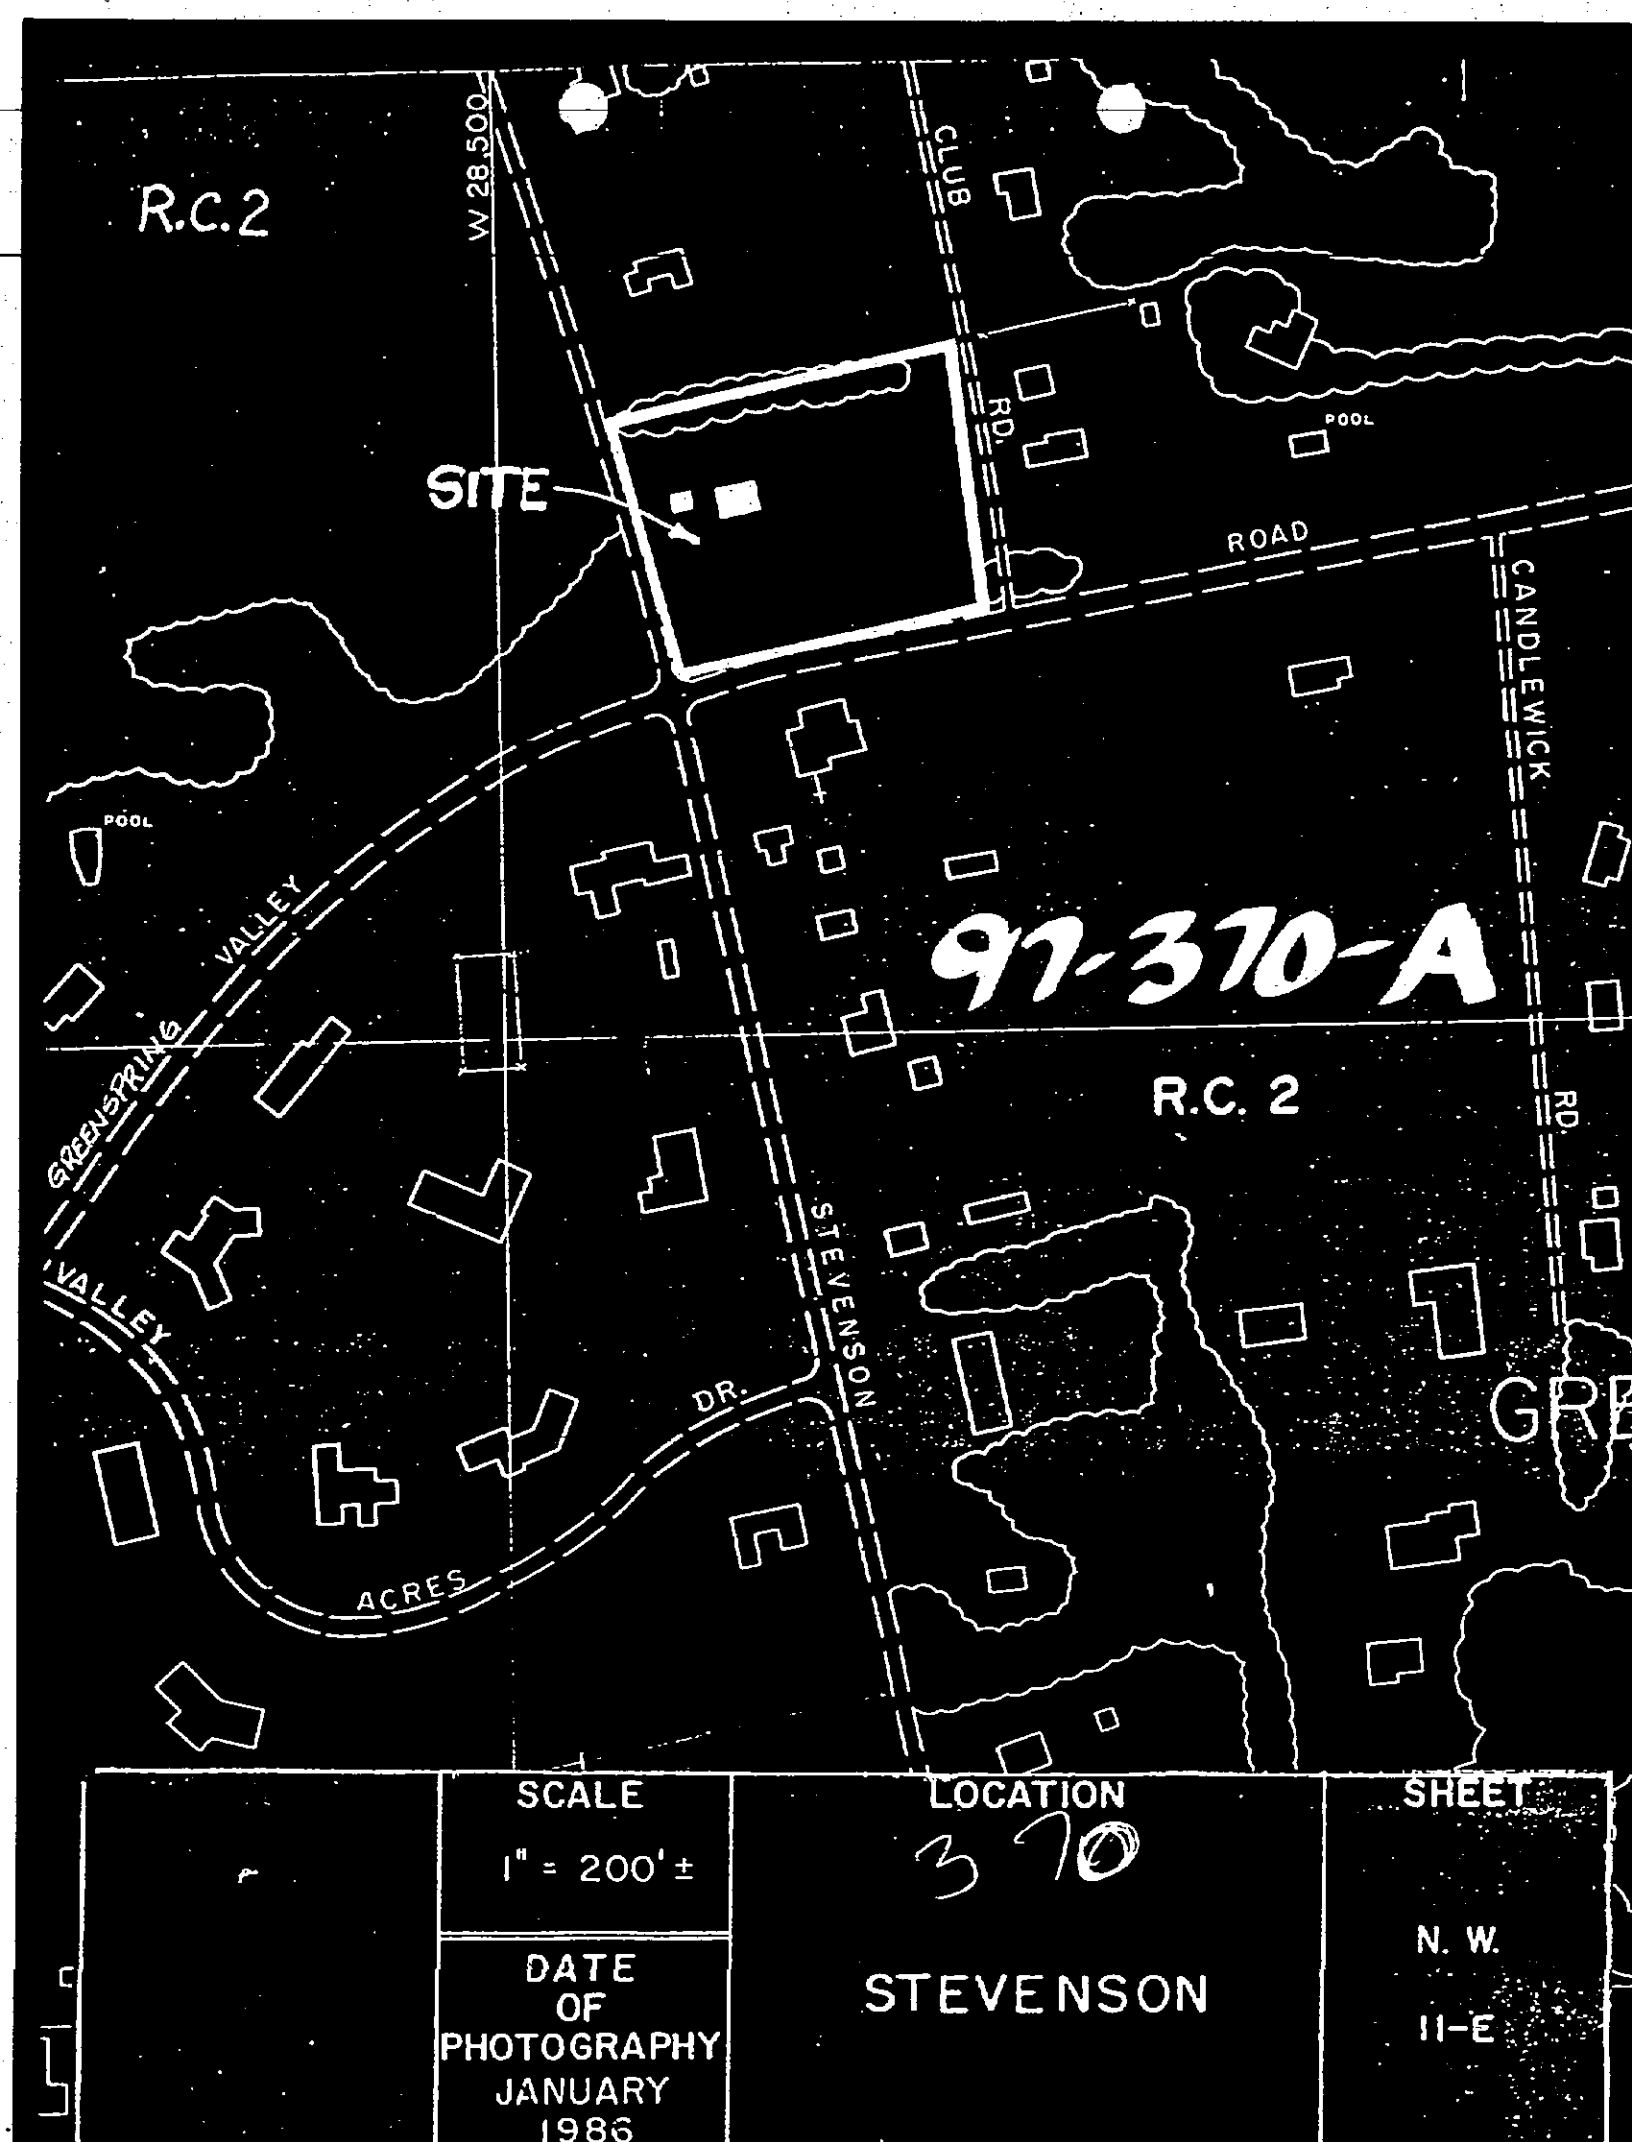 R.C.2
W 28,500
CLUB
RD.
SITE
POOL
ROAD
CANDLEWICK
RD.
POOL
VALLEY
GREENSPRING
97-370-A
R.C. 2
VALLEY
STEVENSON
DR.
ACRES
GRE
SCALE
1" = 200' ±
DATE
OF
PHOTOGRAPHY
JANUARY
1986
LOCATION
370
STEVENSON
SHEET
N. W.
11-E